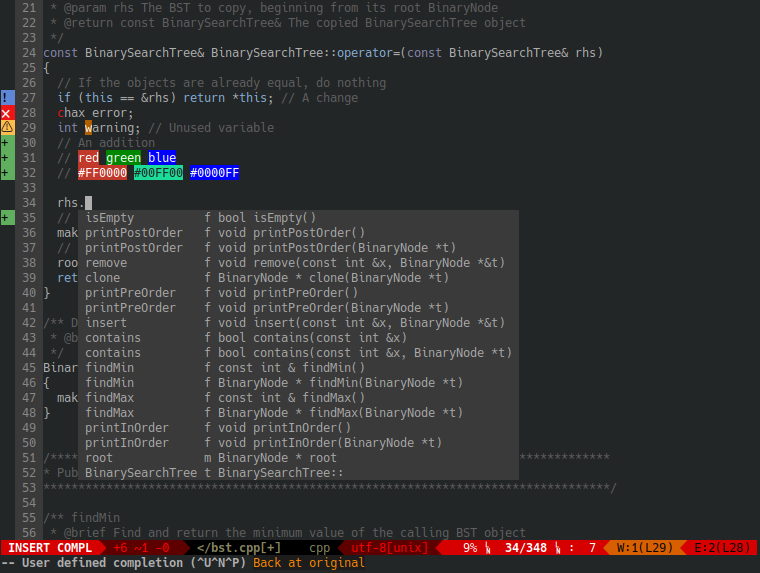 21  * @param rhs The BST to copy, beginning from its root BinaryNode
22  * @return const BinarySearchTree& The copied BinarySearchTree object
23  */
24 const BinarySearchTree& BinarySearchTree::operator=(const BinarySearchTree& rhs)
25 {
26   // If the objects are already equal, do nothing
! 27   if (this == &rhs) return *this; // A change
28   chax error;
29   int warning; // Unused variable
+ 30   // An addition
+ 31   // red green blue
+ 32   // #FF0000 #00FF00 #0000FF
33
34   rhs.
+ 35   // isEmpty          f bool isEmpty()
36   mak printPostOrder   f void printPostOrder()
37   // printPostOrder   f void printPostOrder(BinaryNode *t)
38   roo remove           f void remove(const int &x, BinaryNode *&t)
39   ret clone            f BinaryNode * clone(BinaryNode *t)
40 }     printPreOrder    f void printPreOrder()
41       printPreOrder    f void printPreOrder(BinaryNode *t)
42 /** D insert           f void insert(const int &x, BinaryNode *&t)
43  * @b contains         f bool contains(const int &x)
44  */   contains         f bool contains(const int &x, BinaryNode *t)
45 Binar findMin          f const int & findMin()
46 {     findMin          f BinaryNode * findMin(BinaryNode *t)
47   mak findMax          f const int & findMax()
48 }     findMax          f BinaryNode * findMax(BinaryNode *t)
49       printInOrder     f void printInOrder()
50       printInOrder     f void printInOrder(BinaryNode *t)
51 /**** root             m BinaryNode * root *************
52 * Pub BinarySearchTree t BinarySearchTree::
53 *********************************************************************************/
54
55 /** findMin
56  * @brief Find and return the minimum value of the calling BST object
INSERT COMPL +6 ~1 -0 </bst.cpp[+] cpp utf-8[unix] 9% 34/348 : 7 W:1(L29) E:2(L28)
-- User defined completion (^U^N^P) Back at original